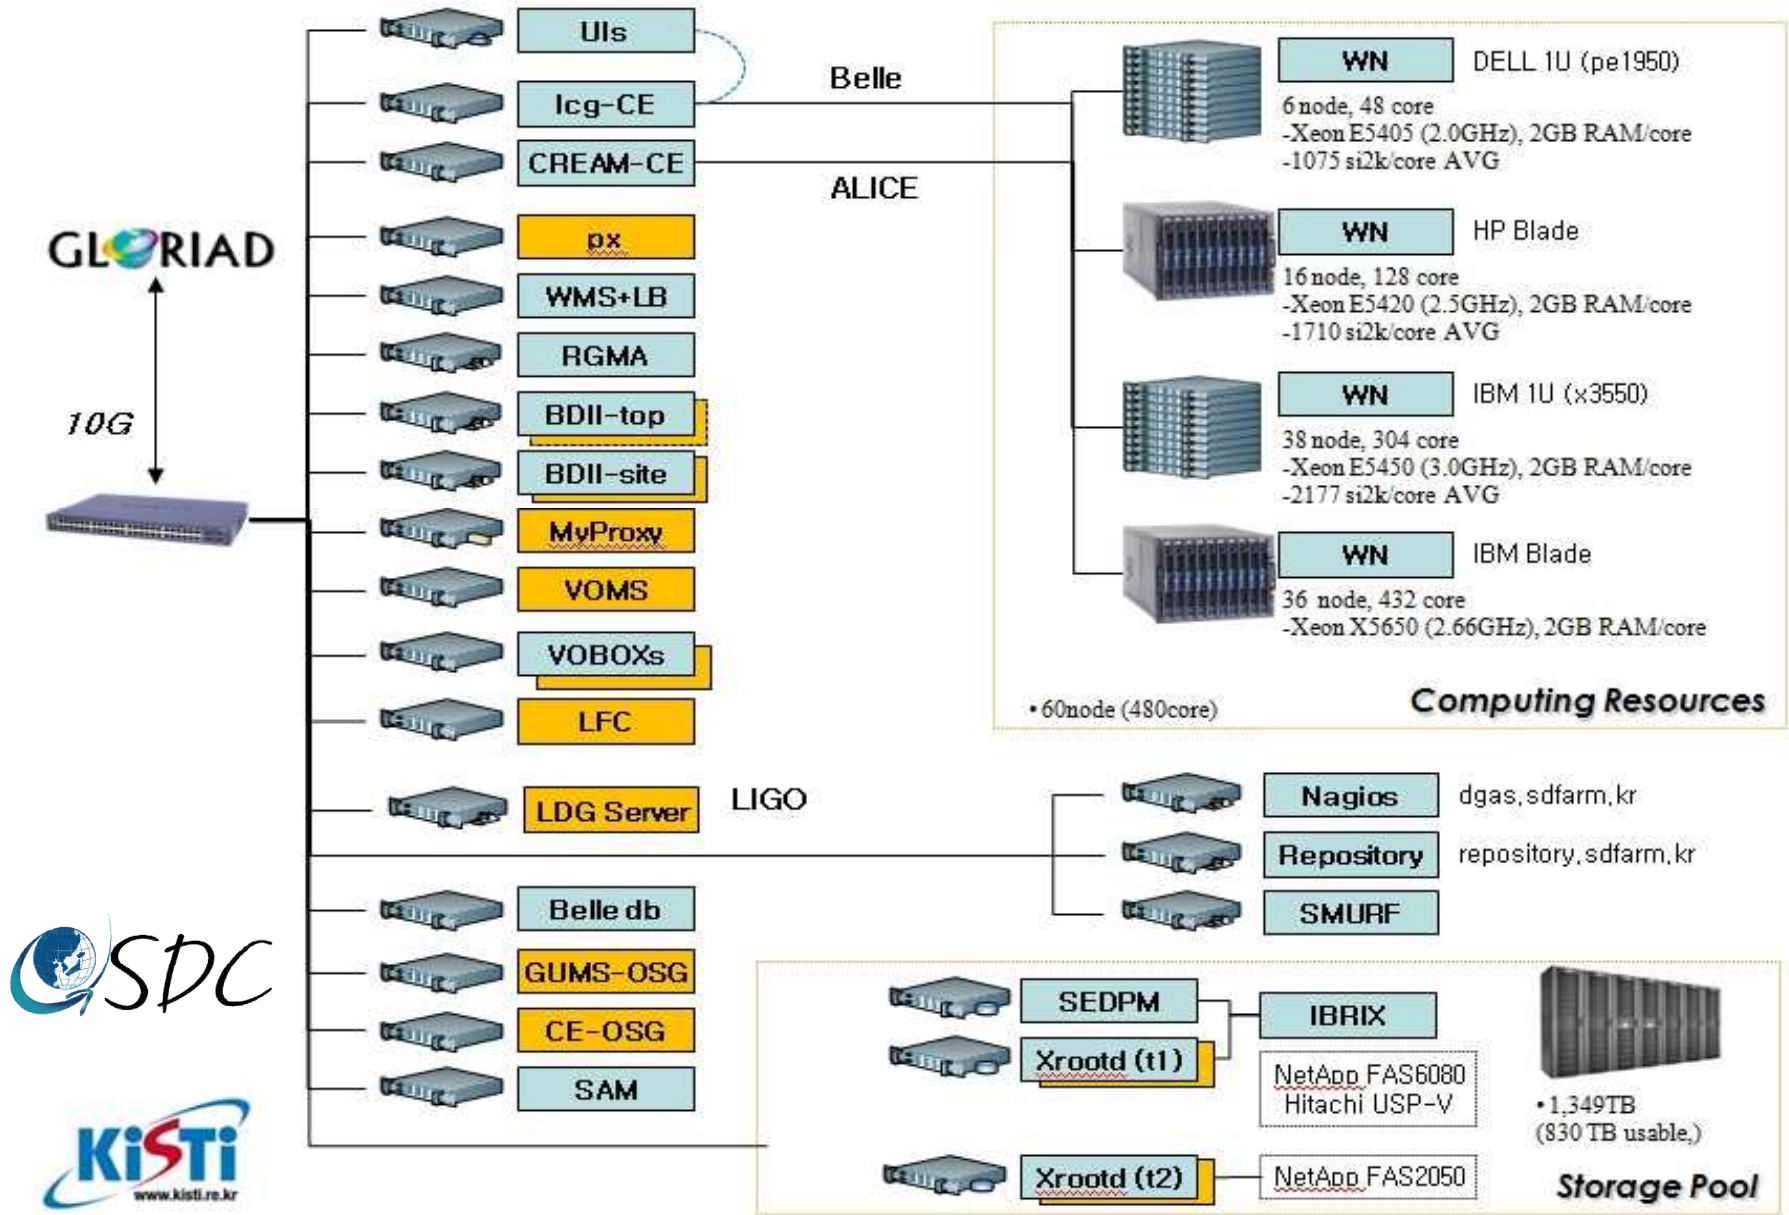 UIs
lcg-CE
CREAM-CE
px
WMS+LB
RGMA
BDII-top
BDII-site
MyProxy
VOMS
VOBOXs
LFC
LDG Server
LIGO
Belle db
GUMS-OSG
CE-OSG
SAM
GLORIAD
10G
GSDC
KiSTi
www.kisti.re.kr
Belle
ALICE
WN
DELL 1U (pe1950)
6 node, 48 core
-Xeon E5405 (2.0GHz), 2GB RAM/core
-1075 si2k/core AVG
WN
HP Blade
16 node, 128 core
-Xeon E5420 (2.5GHz), 2GB RAM/core
-1710 si2k/core AVG
WN
IBM 1U (x3550)
38 node, 304 core
-Xeon E5450 (3.0GHz), 2GB RAM/core
-2177 si2k/core AVG
WN
IBM Blade
36 node, 432 core
-Xeon X5650 (2.66GHz), 2GB RAM/core
•60node (480core)
Computing Resources
Nagios
dgas.sdfarm.kr
Repository
repository.sdfarm.kr
SMURF
SEDPM
IBRIX
Xrootd (t1)
NetApp FAS6080
Hitachi USP-V
•1,349TB
(830 TB usable,)
Xrootd (t2)
NetApp FAS2050
Storage Pool